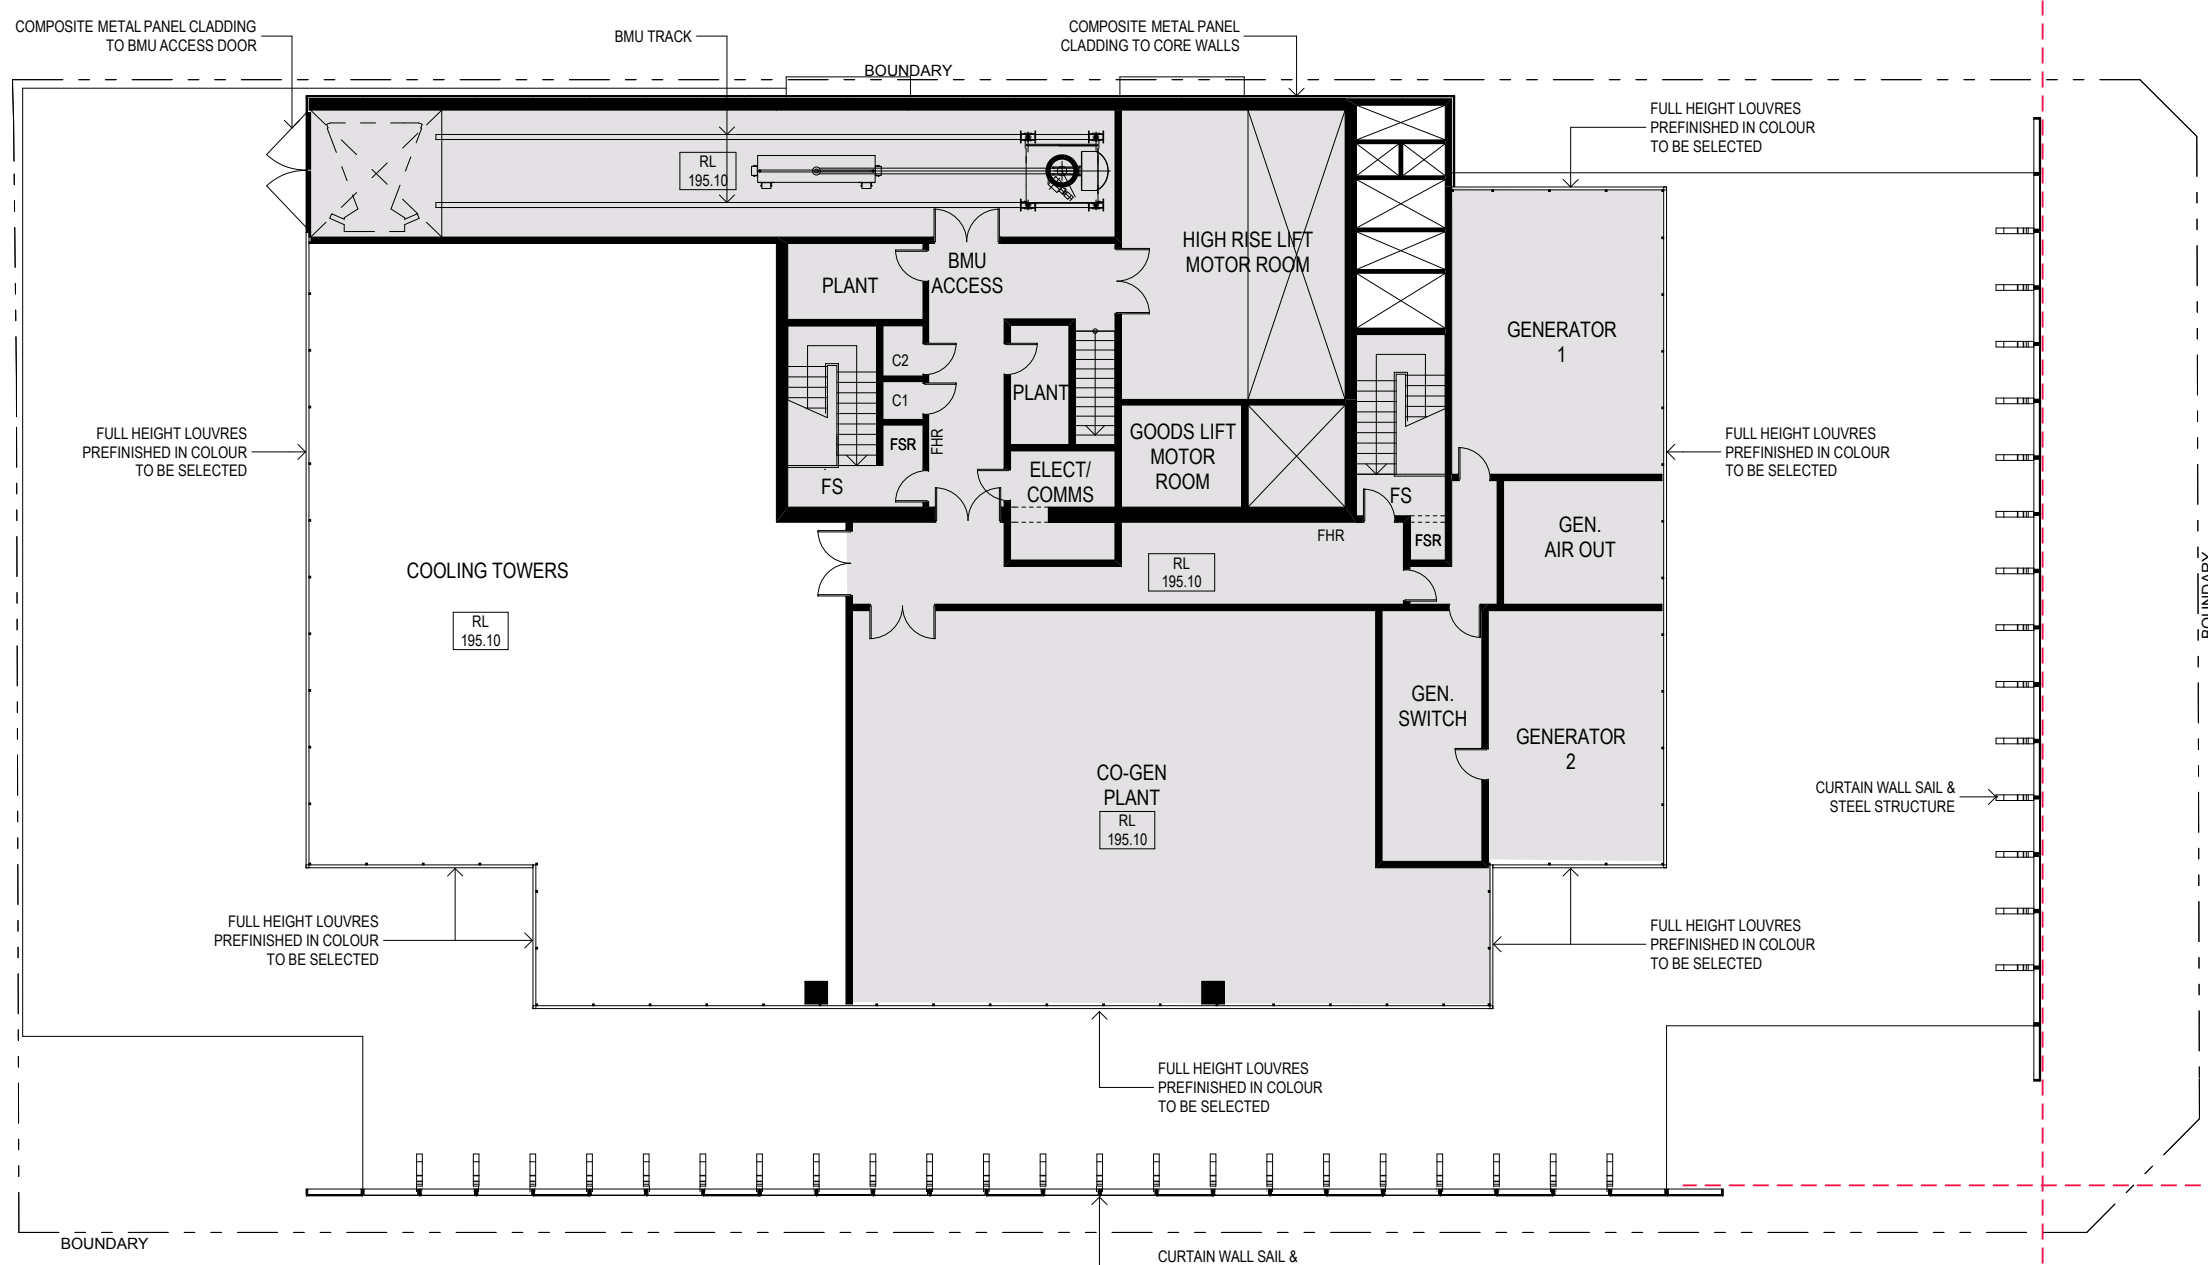 COMPOSITE METAL PANEL CLADDING
TO BMU ACCESS DOOR
BMU TRACK
COMPOSITE METAL PANEL
CLADDING TO CORE WALLS
BOUNDARY
FULL HEIGHT LOUVRES
PREFINISHED IN COLOUR
TO BE SELECTED
RL
195.10
HIGH RISE LIFT
MOTOR ROOM
BMU
ACCESS
PLANT
GENERATOR
1
C2
PLANT
C1
FULL HEIGHT LOUVRES
PREFINISHED IN COLOUR
TO BE SELECTED
FSR
FHR
GOODS LIFT
MOTOR
ROOM
FULL HEIGHT LOUVRES
PREFINISHED IN COLOUR
TO BE SELECTED
ELECT/
COMMS
FS
FS
GEN.
AIR OUT
FHR
FSR
BOUNDARY
COOLING TOWERS
RL
195.10
RL
195.10
GEN.
SWITCH
GENERATOR
2
CO-GEN
PLANT
RL
195.10
CURTAIN WALL SAIL &
STEEL STRUCTURE
FULL HEIGHT LOUVRES
PREFINISHED IN COLOUR
TO BE SELECTED
FULL HEIGHT LOUVRES
PREFINISHED IN COLOUR
TO BE SELECTED
FULL HEIGHT LOUVRES
PREFINISHED IN COLOUR
TO BE SELECTED
BOUNDARY
CURTAIN WALL SAIL &